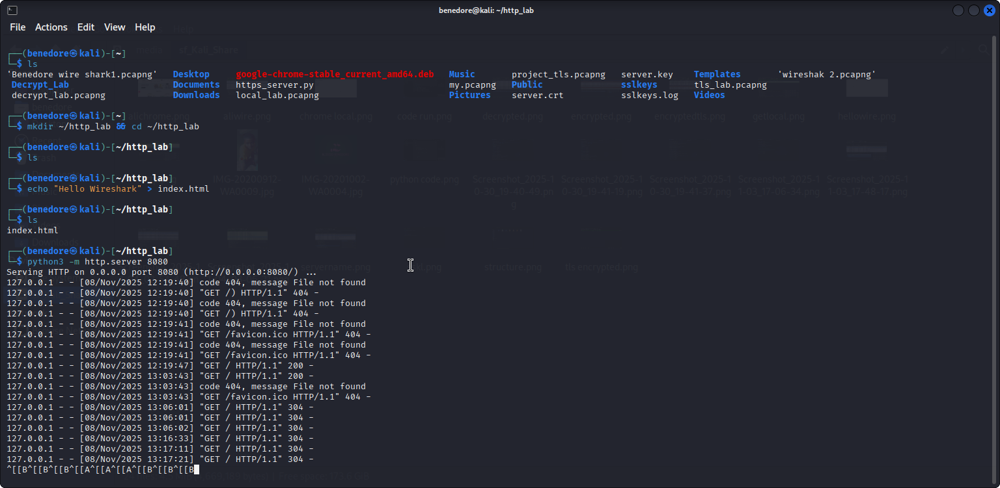 benedore@kali: ~/http_lab
File Actions Edit View Help
┌──(benedore㉿kali)-[~]
└─$ ls
'Benedore wire shark1.pcapng' Desktop google-chrome-stable_current_amd64.deb Music project_tls.pcapng server.key Templates 'wireshak 2.pcapng'
Decrypt_Lab Documents https_server.py my.pcapng Public sslkeys tls_lab.pcapng
decrypt_lab.pcapng Downloads local_lab.pcapng Pictures server.crt sslkeys.log Videos
┌──(benedore㉿kali)-[~]
└─$ mkdir ~/http_lab && cd ~/http_lab
┌──(benedore㉿kali)-[~/http_lab]
└─$ ls
┌──(benedore㉿kali)-[~/http_lab]
└─$ echo "Hello Wireshark" > index.html
┌──(benedore㉿kali)-[~/http_lab]
└─$ ls
index.html
┌──(benedore㉿kali)-[~/http_lab]
└─$ python3 -m http.server 8080
Serving HTTP on 0.0.0.0 port 8080 (http://0.0.0.0:8080/) ...
127.0.0.1 - - [08/Nov/2025 12:19:40] code 404, message File not found
127.0.0.1 - - [08/Nov/2025 12:19:40] "GET /) HTTP/1.1" 404 -
127.0.0.1 - - [08/Nov/2025 12:19:40] code 404, message File not found
127.0.0.1 - - [08/Nov/2025 12:19:40] "GET /) HTTP/1.1" 404 -
127.0.0.1 - - [08/Nov/2025 12:19:41] code 404, message File not found
127.0.0.1 - - [08/Nov/2025 12:19:41] "GET /favicon.ico HTTP/1.1" 404 -
127.0.0.1 - - [08/Nov/2025 12:19:41] code 404, message File not found
127.0.0.1 - - [08/Nov/2025 12:19:41] "GET /favicon.ico HTTP/1.1" 404 -
127.0.0.1 - - [08/Nov/2025 12:19:47] "GET / HTTP/1.1" 200 -
127.0.0.1 - - [08/Nov/2025 13:03:43] "GET / HTTP/1.1" 200 -
127.0.0.1 - - [08/Nov/2025 13:03:43] code 404, message File not found
127.0.0.1 - - [08/Nov/2025 13:03:43] "GET /favicon.ico HTTP/1.1" 404 -
127.0.0.1 - - [08/Nov/2025 13:06:01] "GET / HTTP/1.1" 304 -
127.0.0.1 - - [08/Nov/2025 13:06:01] "GET / HTTP/1.1" 304 -
127.0.0.1 - - [08/Nov/2025 13:06:02] "GET / HTTP/1.1" 304 -
127.0.0.1 - - [08/Nov/2025 13:16:33] "GET / HTTP/1.1" 304 -
127.0.0.1 - - [08/Nov/2025 13:17:11] "GET / HTTP/1.1" 304 -
127.0.0.1 - - [08/Nov/2025 13:17:21] "GET / HTTP/1.1" 304 -
^[[B^[[B^[[B^[[A^[[A^[[A^[[B^[[B^[[B